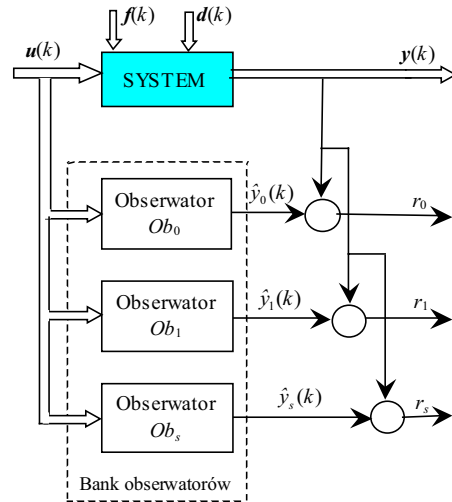 f(k) d(k)
u(k) y(k)
SYSTEM
Obserwator
Ob₀
ŷ₀(k)
r₀
Obserwator
Ob₁
ŷ₁(k)
r₁
Obserwator
Obₛ
ŷₛ(k)
rₛ
Bank obserwatorów